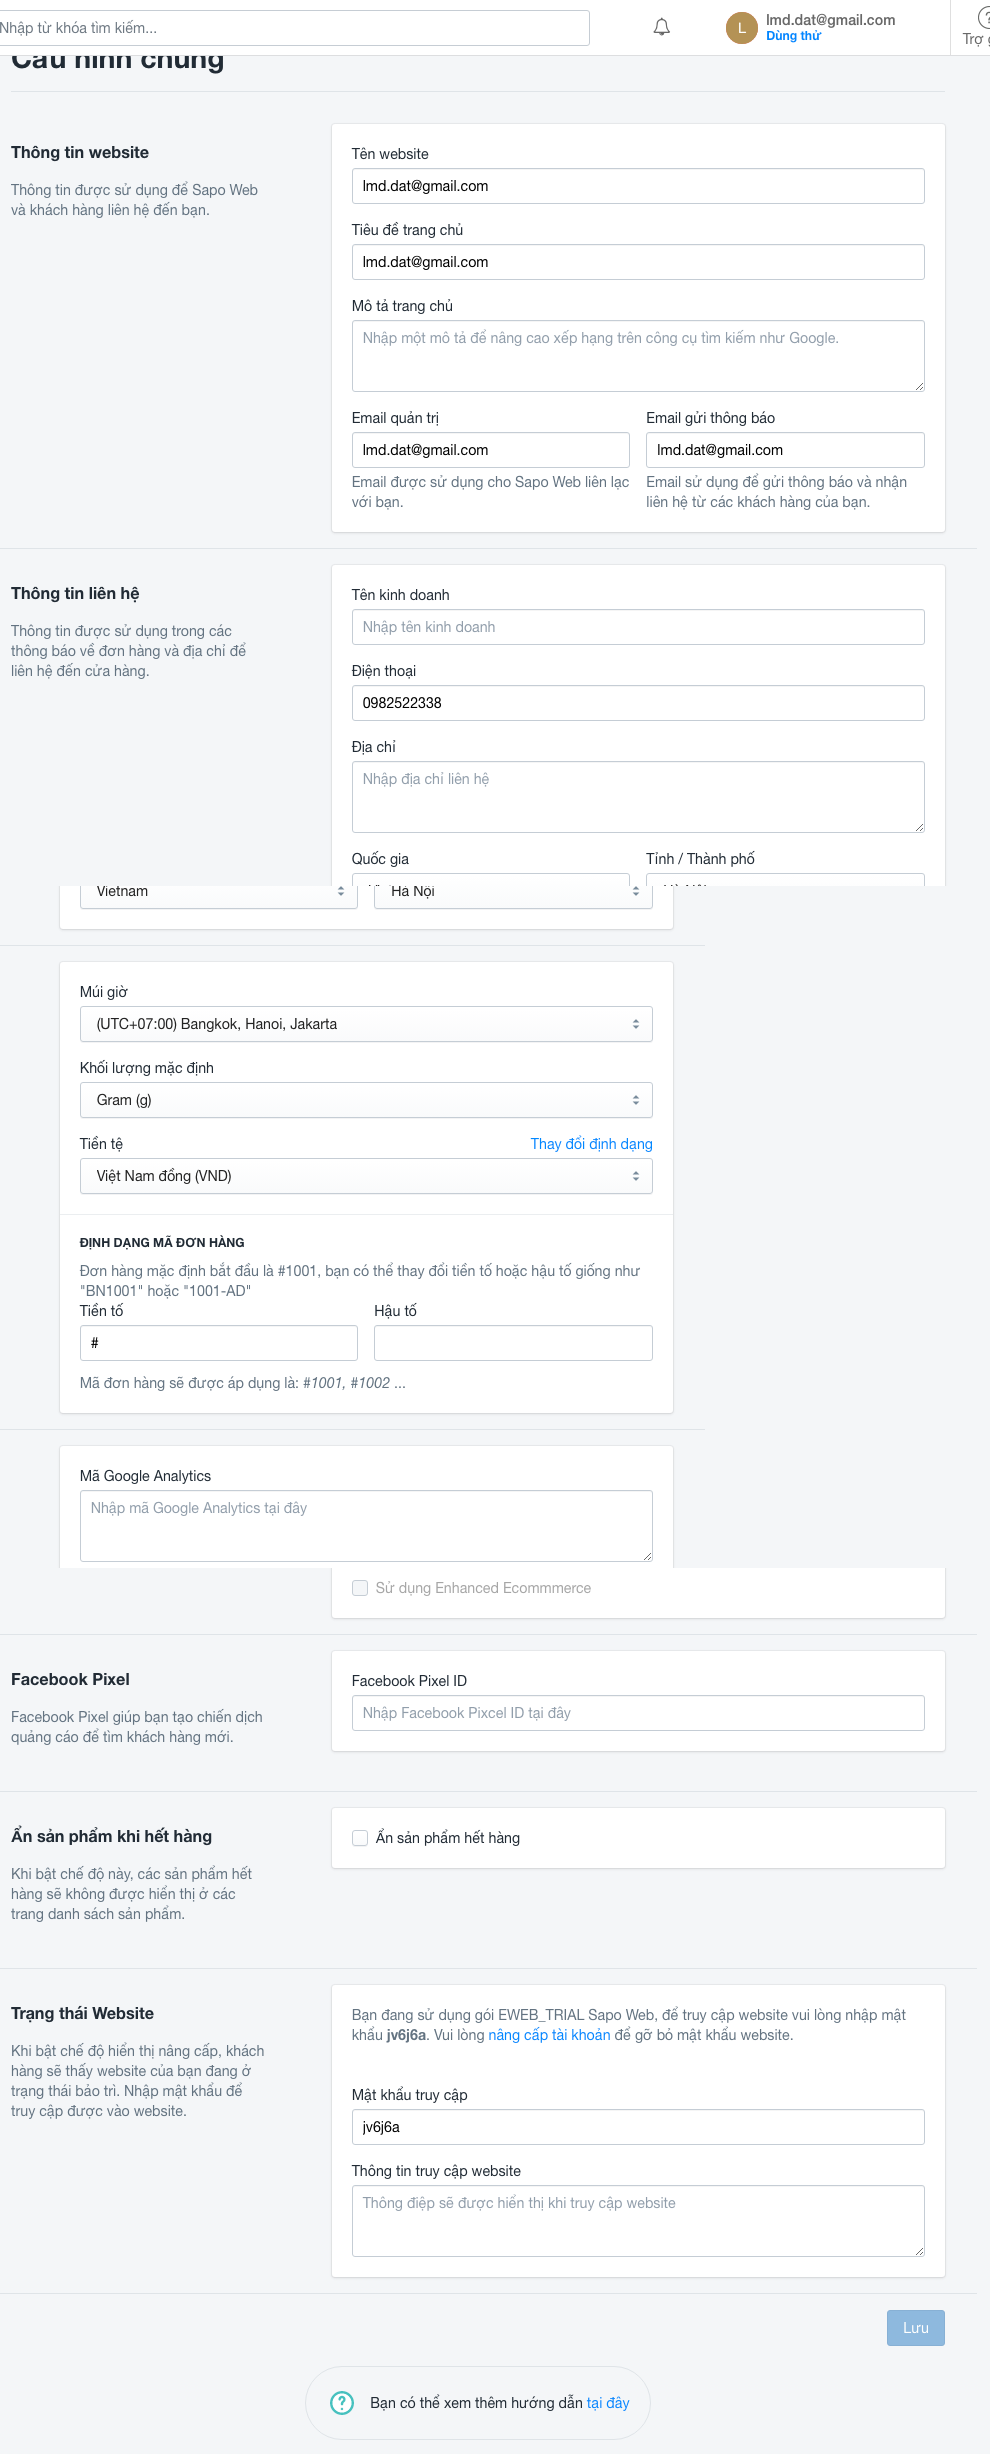 Nhập từ khóa tìm kiếm...
L
lmd.dat@gmail.com
Dùng thử
Trợ
Cấu hình chung
Thông tin website
Thông tin được sử dụng để Sapo Web
và khách hàng liên hệ đến bạn.
Tên website
lmd.dat@gmail.com
Tiêu đề trang chủ
lmd.dat@gmail.com
Mô tả trang chủ
Nhập một mô tả để nâng cao xếp hạng trên công cụ tìm kiếm như Google.
Email quản trị
lmd.dat@gmail.com
Email được sử dụng cho Sapo Web liên lạc
với bạn.
Email gửi thông báo
lmd.dat@gmail.com
Email sử dụng để gửi thông báo và nhận
liên hệ từ các khách hàng của bạn.
Thông tin liên hệ
Thông tin được sử dụng trong các
thông báo về đơn hàng và địa chỉ để
liên hệ đến cửa hàng.
Tên kinh doanh
Nhập tên kinh doanh
Điện thoại
0982522338
Địa chỉ
Nhập địa chỉ liên hệ
Quốc gia
Tỉnh / Thành phố
Vietnam
Hà Nội
Múi giờ
(UTC+07:00) Bangkok, Hanoi, Jakarta
Khối lượng mặc định
Gram (g)
Tiền tệ
Thay đổi định dạng
Việt Nam đồng (VND)
ĐỊNH DẠNG MÃ ĐƠN HÀNG
Đơn hàng mặc định bắt đầu là #1001, bạn có thể thay đổi tiền tố hoặc hậu tố giống như
"BN1001" hoặc "1001-AD"
Tiền tố
Hậu tố
#
Mã đơn hàng sẽ được áp dụng là: #1001, #1002 ...
Mã Google Analytics
Nhập mã Google Analytics tại đây
Sử dụng Enhanced Ecommmerce
Facebook Pixel
Facebook Pixel giúp bạn tạo chiến dịch
quảng cáo để tìm khách hàng mới.
Facebook Pixel ID
Nhập Facebook Pixcel ID tại đây
Ẩn sản phẩm khi hết hàng
Khi bật chế độ này, các sản phẩm hết
hàng sẽ không được hiển thị ở các
trang danh sách sản phẩm.
Ẩn sản phẩm hết hàng
Trạng thái Website
Khi bật chế độ hiển thị nâng cấp, khách
hàng sẽ thấy website của bạn đang ở
trạng thái bảo trì. Nhập mật khẩu để
truy cập được vào website.
Bạn đang sử dụng gói EWEB_TRIAL Sapo Web, để truy cập website vui lòng nhập mật
khẩu jv6j6a. Vui lòng nâng cấp tài khoản để gỡ bỏ mật khẩu website.
Mật khẩu truy cập
jv6j6a
Thông tin truy cập website
Thông điệp sẽ được hiển thị khi truy cập website
Lưu
Bạn có thể xem thêm hướng dẫn tại đây